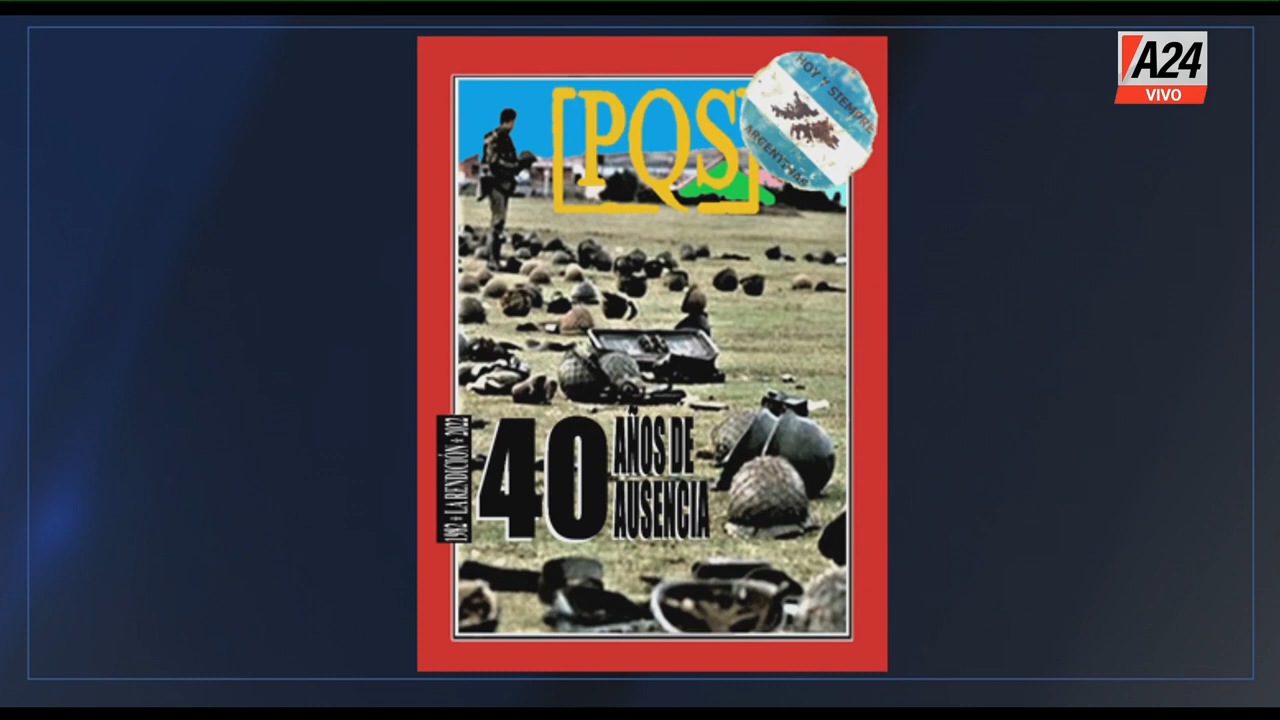 A24
VIVO
[PQS]
HOY Y SIEMPRE
ARGENTINAS
1982 + LA RENDICIÓN + 2022
40 AÑOS DE
AUSENCIA